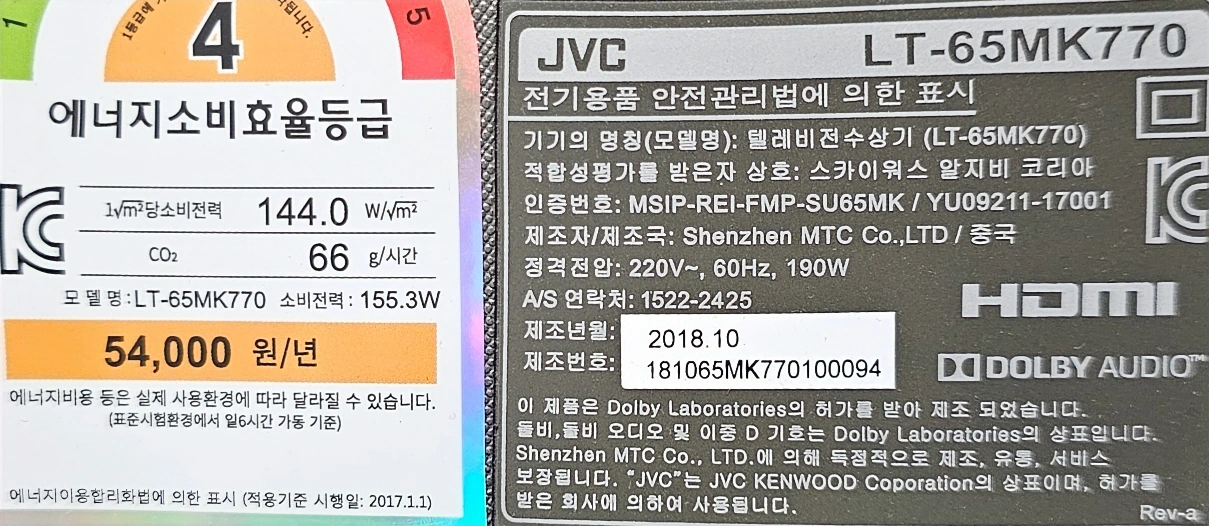 1
4
5
에너지소비효율등급
1√m²당소비전력 144.0 W/√m²
CO₂ 66 g/시간
모델명:LT-65MK770 소비전력:155.3W
54,000 원/년
에너지비용 등은 실제 사용환경에 따라 달라질 수 있습니다.
(표준시험환경에서 일6시간 가동 기준)
에너지이용합리화법에 의한 표시 (적용기준 시행일: 2017.1.1)
JVC LT-65MK770
전기용품 안전관리법에 의한 표시
기기의 명칭(모델명): 텔레비전수상기 (LT-65MK770)
적합성평가를 받은자 상호: 스카이워스 알지비 코리아
인증번호: MSIP-REI-FMP-SU65MK / YU09211-17001
제조자/제조국: Shenzhen MTC Co.,LTD / 중국
정격전압: 220V~, 60Hz, 190W
A/S 연락처: 1522-2425
제조년월: 2018.10
제조번호: 181065MK770100094
HDMI
DOLBY AUDIO™
이 제품은 Dolby Laboratories의 허가를 받아 제조 되었습니다.
돌비,돌비 오디오 및 이중 D 기호는 Dolby Laboratories의 상표입니다.
Shenzhen MTC Co., LTD.에 의해 독점적으로 제조, 유통, 서비스
보장됩니다. “JVC”는 JVC KENWOOD Coporation의 상표이며, 허가를
받은 회사에 의하여 사용됩니다.
Rev-a